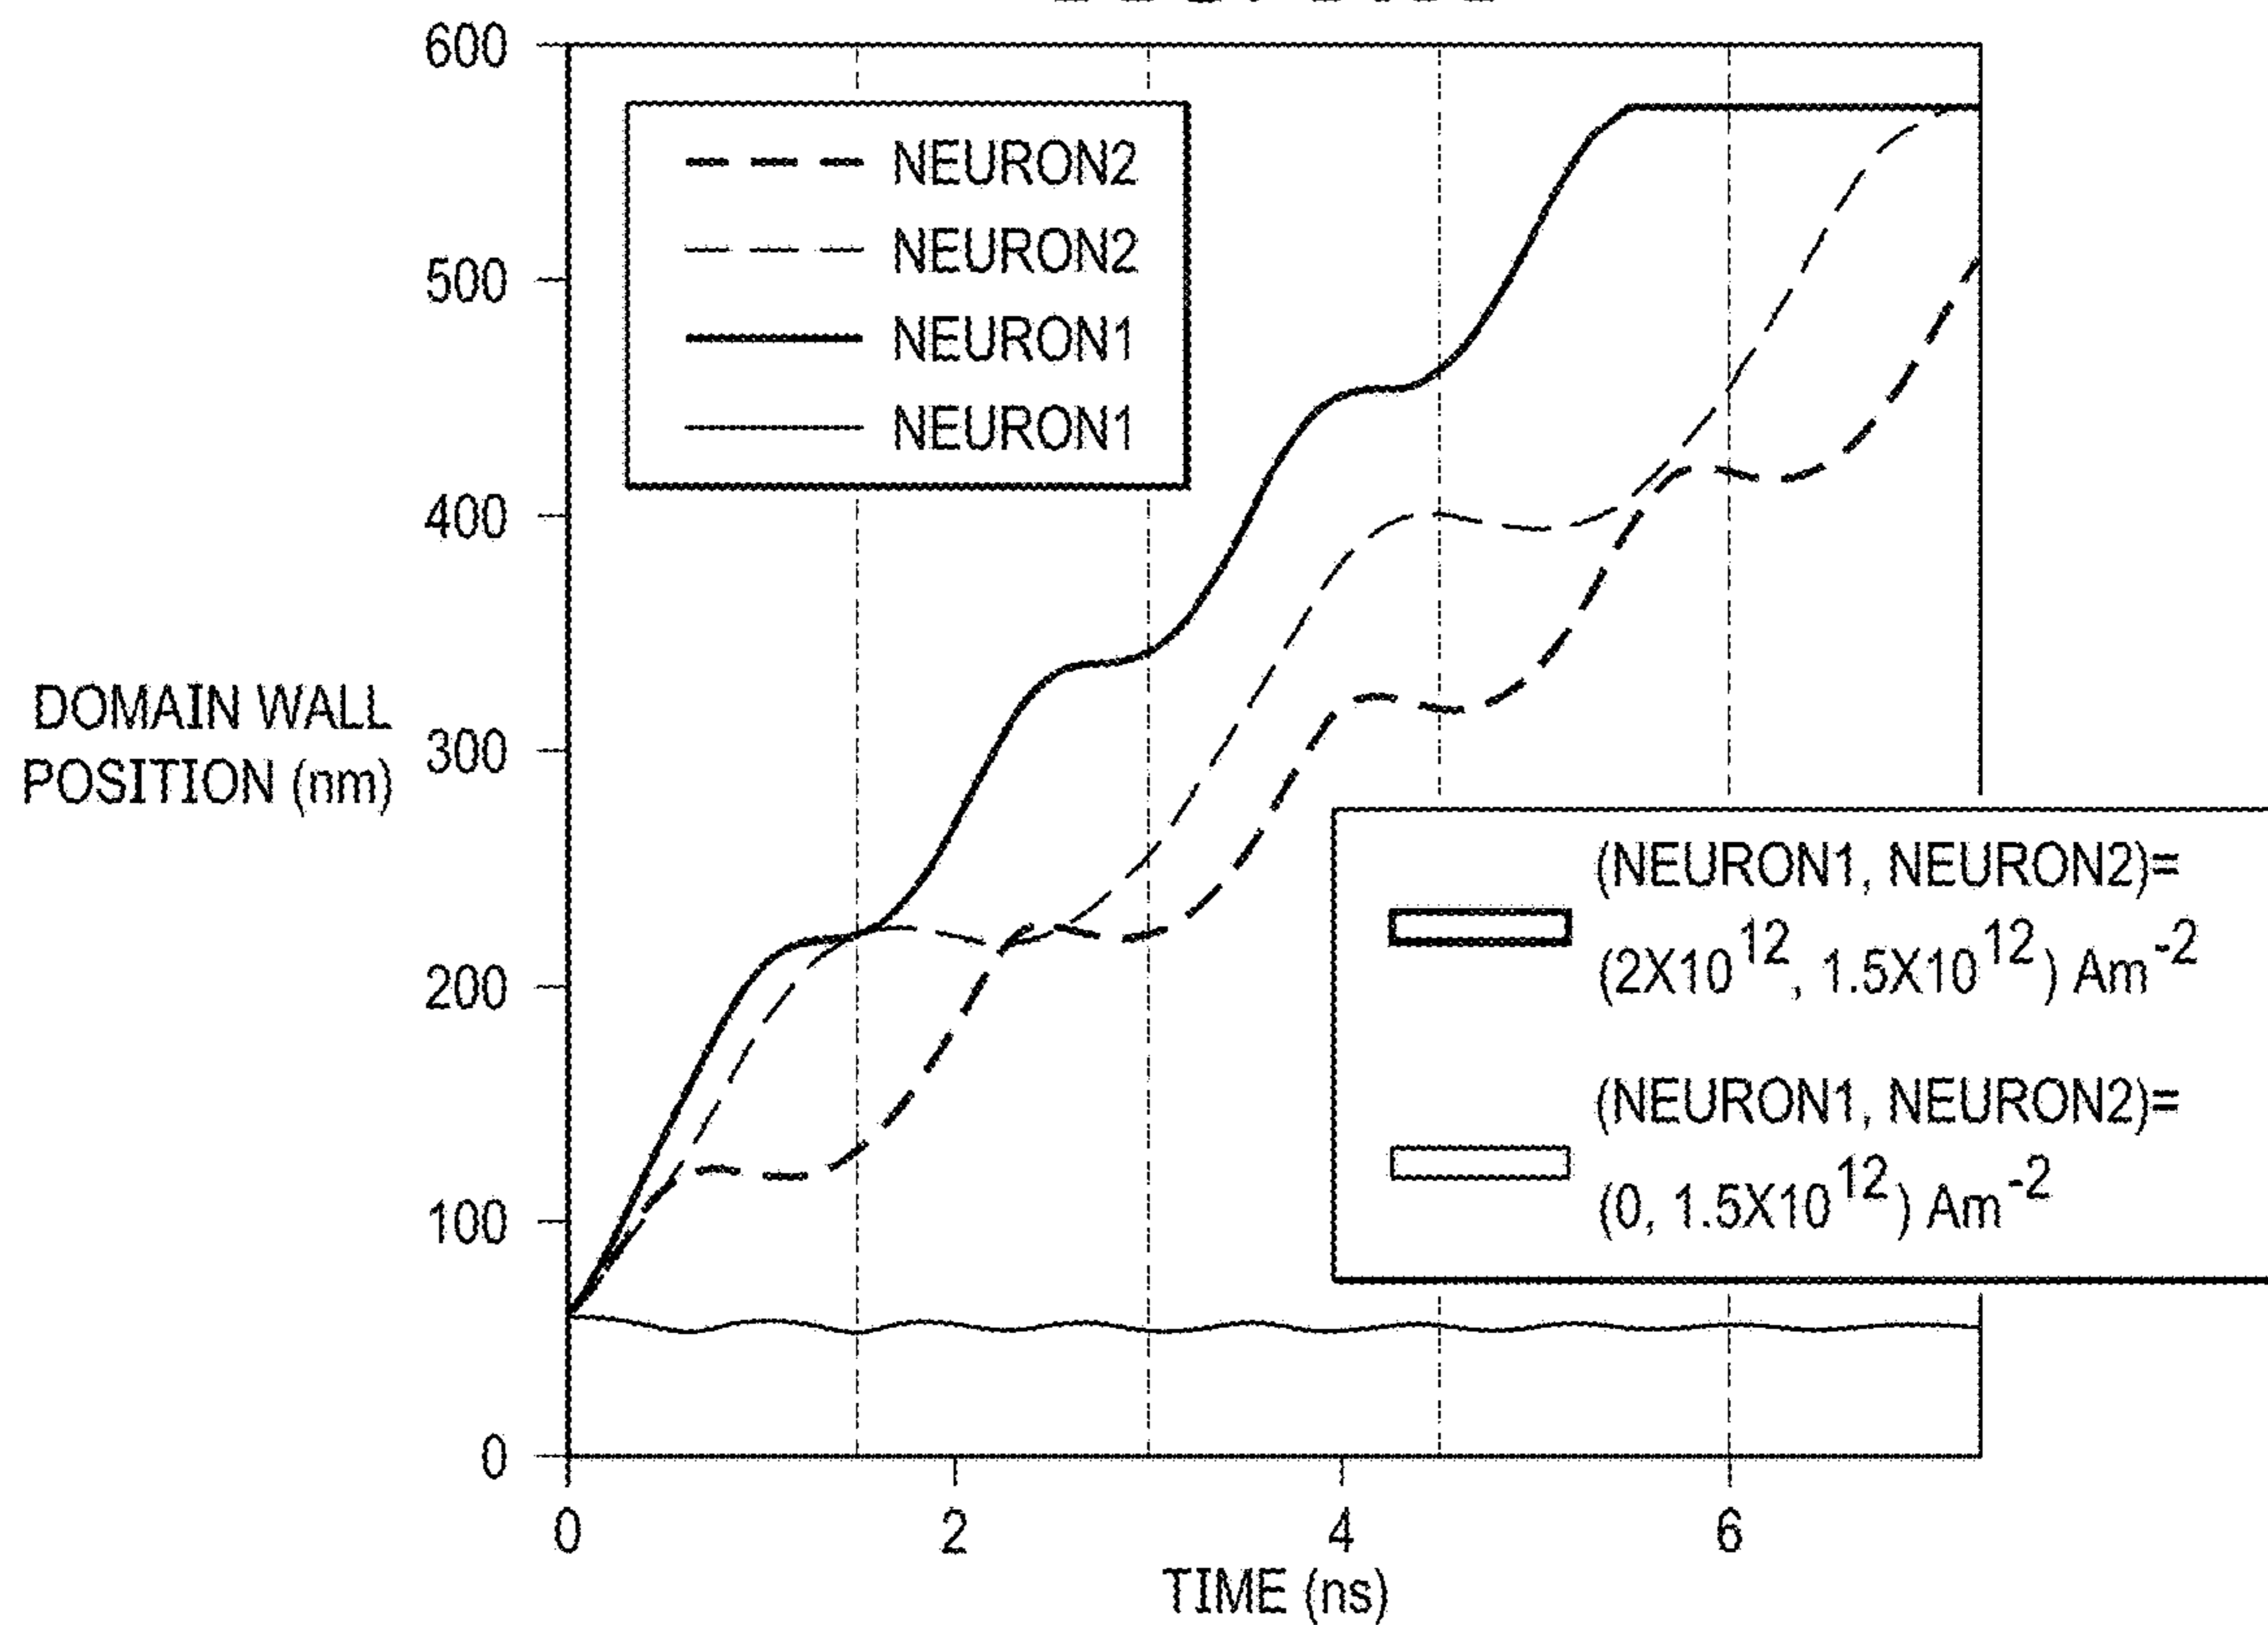 600
500
400
300
200
100
0
DOMAIN WALL
POSITION (nm)
NEURON2
NEURON2
NEURON1
NEURON1
(NEURON1, NEURON2)=
(2X10^12, 1.5X10^12) Am^-2
(NEURON1, NEURON2)=
(0, 1.5X10^12) Am^-2
0 2 4 6
TIME (ns)